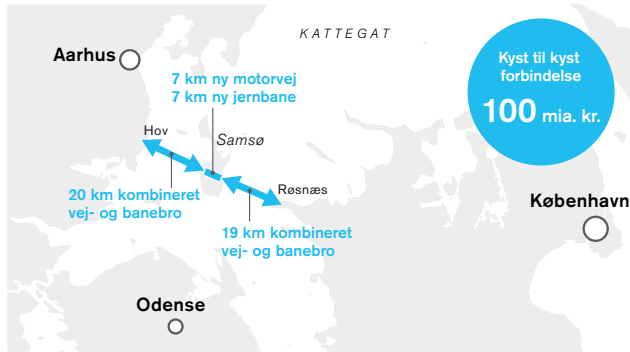 KATTEGAT
Aarhus
Kyst til kyst
forbindelse
100 mia. kr.
7 km ny motorvej
7 km ny jernbane
Hov
Samsø
Røsnæs
20 km kombineret
vej- og banebro
København
19 km kombineret
vej- og banebro
Odense